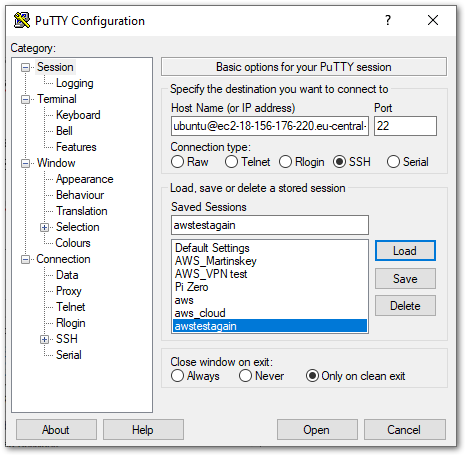 PuTTY Configuration
?
Category:
Session
Logging
Terminal
Keyboard
Bell
Features
Window
Appearance
Behaviour
Translation
Selection
Colours
Connection
Data
Proxy
Telnet
Rlogin
SSH
Serial
Basic options for your PuTTY session
Specify the destination you want to connect to
Host Name (or IP address) Port
ubuntu@ec2-18-156-176-220.eu-central- 22
Connection type:
Raw Telnet Rlogin SSH Serial
Load, save or delete a stored session
Saved Sessions
awstestagain
Default Settings
AWS_Martinskey
AWS_VPN test
Pi Zero
aws
aws_cloud
awstestagain
Load
Save
Delete
Close window on exit:
Always Never Only on clean exit
About Help Open Cancel